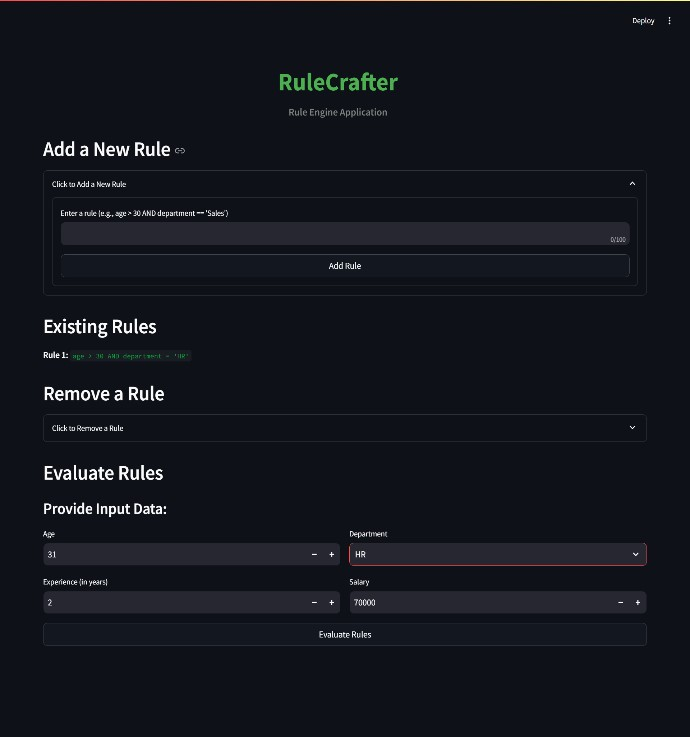 Deploy
RuleCrafter
Rule Engine Application
Add a New Rule
Click to Add a New Rule
Enter a rule (e.g., age > 30 AND department == 'Sales')
0/100
Add Rule
Existing Rules
Rule 1: age > 30 AND department = 'HR'
Remove a Rule
Click to Remove a Rule
Evaluate Rules
Provide Input Data:
Age Department
31 HR
Experience (in years) Salary
2 70000
Evaluate Rules